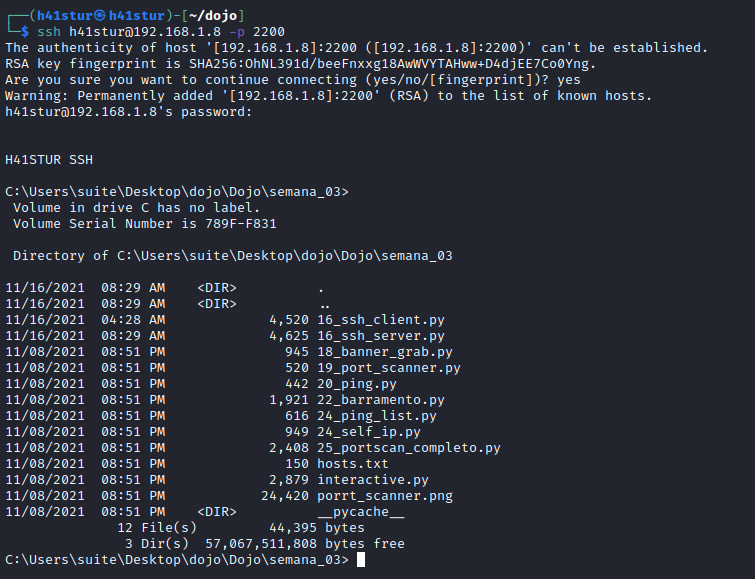 ┌──(h41stur㉿h41stur)-[~/dojo]
└─$ ssh h41stur@192.168.1.8 -p 2200
The authenticity of host '[192.168.1.8]:2200 ([192.168.1.8]:2200)' can't be established.
RSA key fingerprint is SHA256:OhNL391d/beeFnxxg18AwWVYTAHww+D4djEE7Co0Yng.
Are you sure you want to continue connecting (yes/no/[fingerprint])? yes
Warning: Permanently added '[192.168.1.8]:2200' (RSA) to the list of known hosts.
h41stur@192.168.1.8's password:
H41STUR SSH
C:\Users\suite\Desktop\dojo\Dojo\semana_03>
Volume in drive C has no label.
Volume Serial Number is 789F-F831
Directory of C:\Users\suite\Desktop\dojo\Dojo\semana_03
11/16/2021  08:29 AM    <DIR>          .
11/16/2021  08:29 AM    <DIR>          ..
11/16/2021  04:28 AM             4,520 16_ssh_client.py
11/16/2021  08:29 AM             4,625 16_ssh_server.py
11/08/2021  08:51 PM               945 18_banner_grab.py
11/08/2021  08:51 PM               520 19_port_scanner.py
11/08/2021  08:51 PM               442 20_ping.py
11/08/2021  08:51 PM             1,921 22_barramento.py
11/08/2021  08:51 PM               616 24_ping_list.py
11/08/2021  08:51 PM               949 24_self_ip.py
11/08/2021  08:51 PM             2,408 25_portscan_completo.py
11/08/2021  08:51 PM               150 hosts.txt
11/08/2021  08:51 PM             2,879 interactive.py
11/08/2021  08:51 PM            24,420 porrt_scanner.png
11/08/2021  08:51 PM    <DIR>          __pycache__
12 File(s)         44,395 bytes
3 Dir(s)  57,067,511,808 bytes free
C:\Users\suite\Desktop\dojo\Dojo\semana_03>